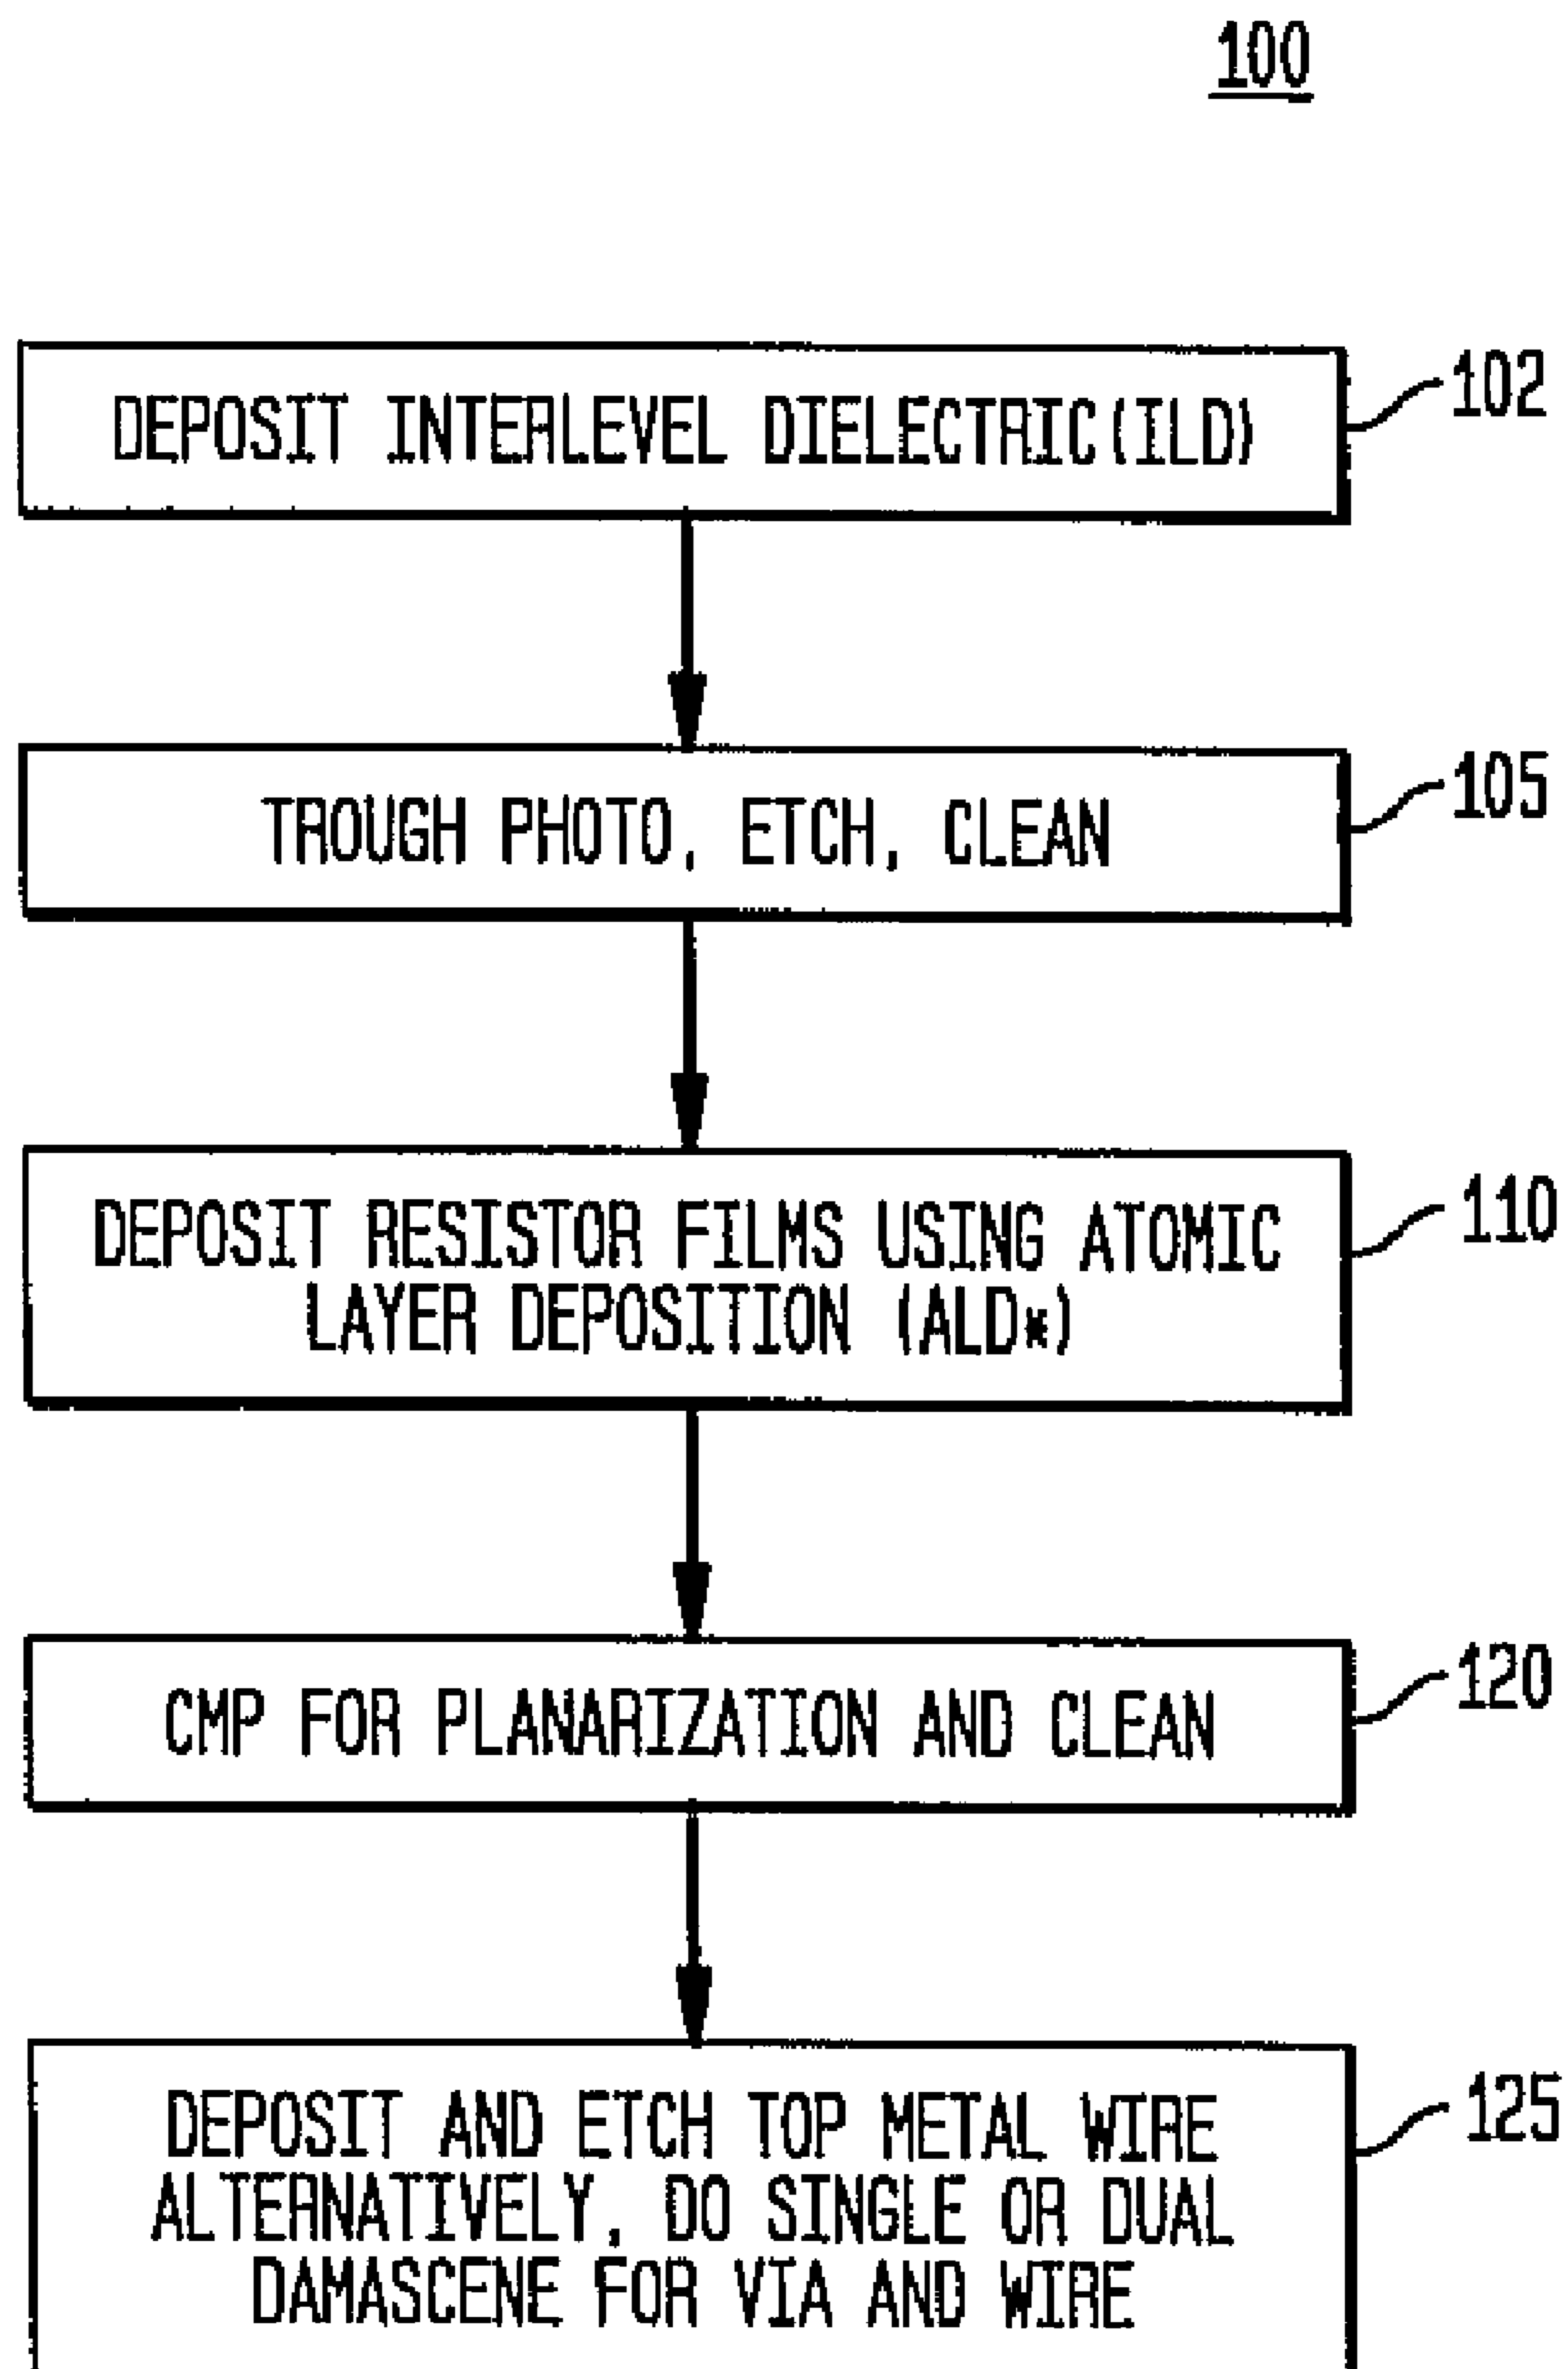 100
DEPOSIT INTERLEVEL DIELECTRIC(ILD)
102
TROUGH PHOTO, ETCH, CLEAN
105
DEPOSIT RESISTOR FILMS USING ATOMIC
LAYER DEPOSITION (ALD*)
110
CMP FOR PLANARIZATION AND CLEAN
120
DEPOSIT AND ETCH TOP METAL WIRE
ALTERNATIVELY, DO SINGLE OR DUAL
DAMASCENE FOR VIA AND WIRE
125